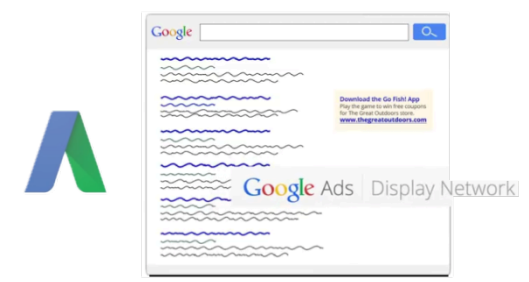 Google
Download the Go Fish! App
Play the game to win free coupons
for The Great Outdoors store.
www.thegreatoutdoors.com
Google Ads Display Network